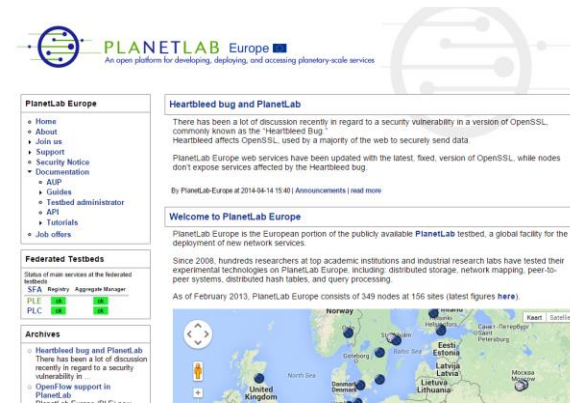 PLANETLAB Europe
An open platform for developing, deploying, and accessing planetary-scale services
PlanetLab Europe
Home
About
Join us
Support
Security Notice
Documentation
AUP
Guides
Testbed administrator
API
Tutorials
Job offers
Federated Testbeds
Status of main services at the federated
testbeds
SFA Registry Aggregate Manager
PLE ok ok
PLC ok ok
Archives
Heartbleed bug and PlanetLab
There has been a lot of discussion
recently in regard to a security
vulnerability in ...
OpenFlow support in
PlanetLab
Heartbleed bug and PlanetLab
There has been a lot of discussion recently in regard to a security vulnerability in a version of OpenSSL,
commonly known as the "Heartbleed Bug."
Heartbleed affects OpenSSL, used by a majority of the web to securely send data.
PlanetLab Europe web services have been updated with the latest, fixed, version of OpenSSL, while nodes
don't expose services affected by the Heartbleed bug.
By PlanetLab-Europe at 2014-04-14 15:40 | Announcements | read more
Welcome to PlanetLab Europe
PlanetLab Europe is the European portion of the publicly available PlanetLab testbed, a global facility for the
deployment of new network services.
Since 2008, hundreds researchers at top academic institutions and industrial research labs have tested their
experimental technologies on PlanetLab Europe, including: distributed storage, network mapping, peer-to-
peer systems, distributed hash tables, and query processing.
As of February 2013, PlanetLab Europe consists of 349 nodes at 156 sites (latest figures here).
Kaart Satellie
Norway
Helsinki
Helsingfors
Санкт-Петербург
Saint
Petersburg
Göteborg
Baltic Sea
Eesti
Estonia
Latvija
Latvia
Москва
Moscow
North Sea
Danmark
Denmark
Lietuva
Lithuania
United
Kingdom